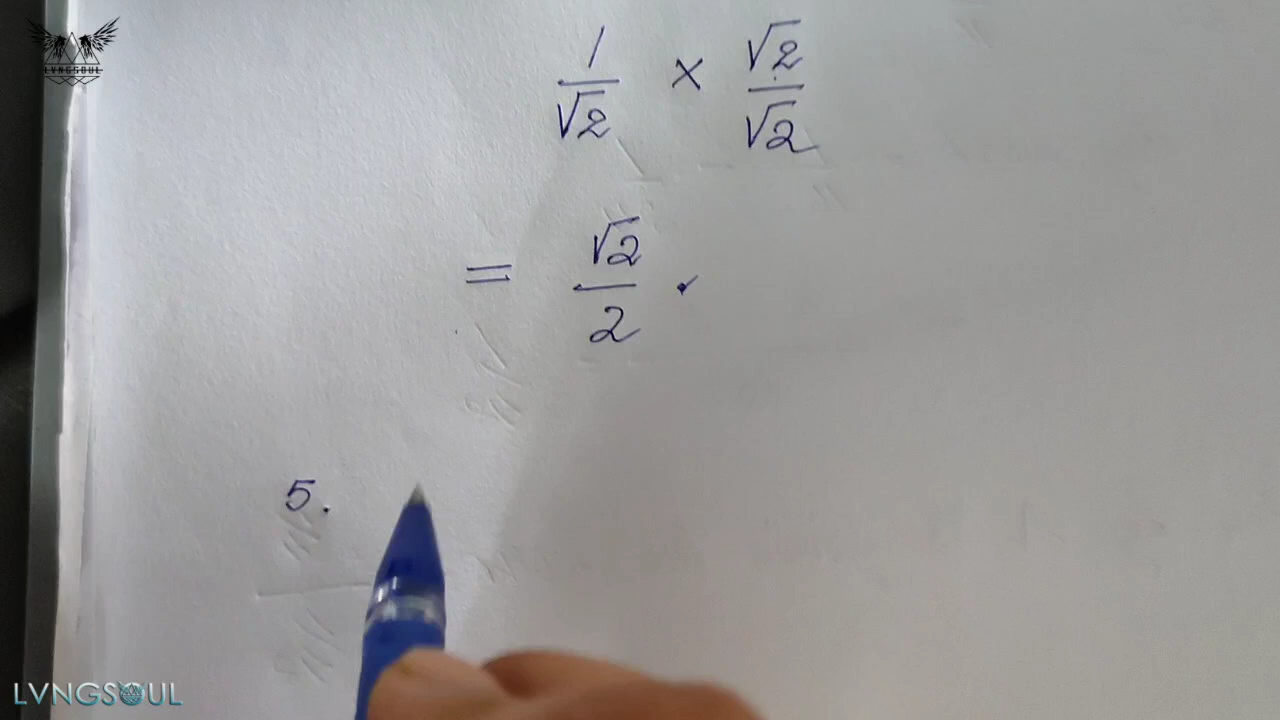 LVNGSOUL
1/√2 × √2/√2
= √2/2 .
5.
LVNGSOUL